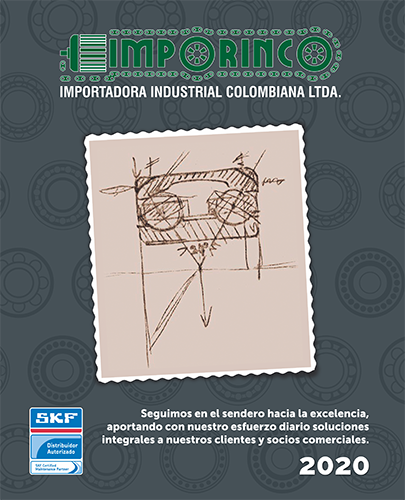 IMPORINCO
IMPORTADORA INDUSTRIAL COLOMBIANA LTDA.
SKF
Distribuidor
Autorizado
SKF Certified
Maintenance Partner
Seguimos en el sendero hacia la excelencia,
aportando con nuestro esfuerzo diario soluciones
integrales a nuestros clientes y socios comerciales.
2020